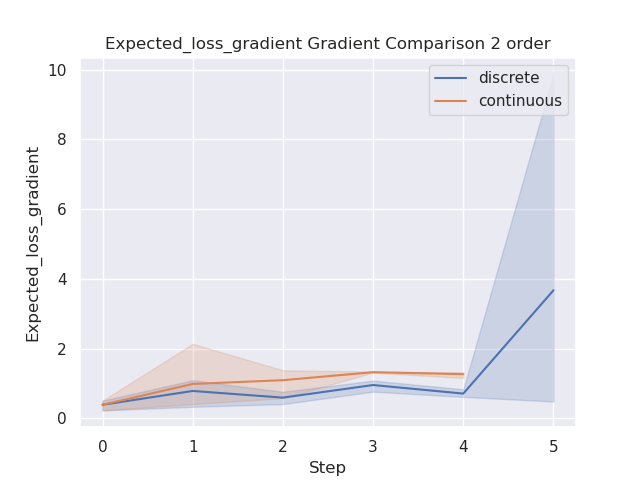 Expected_loss_gradient Gradient Comparison 2 order
discrete
continuous
10
8
6
4
2
0
Expected_loss_gradient
0 1 2 3 4 5
Step